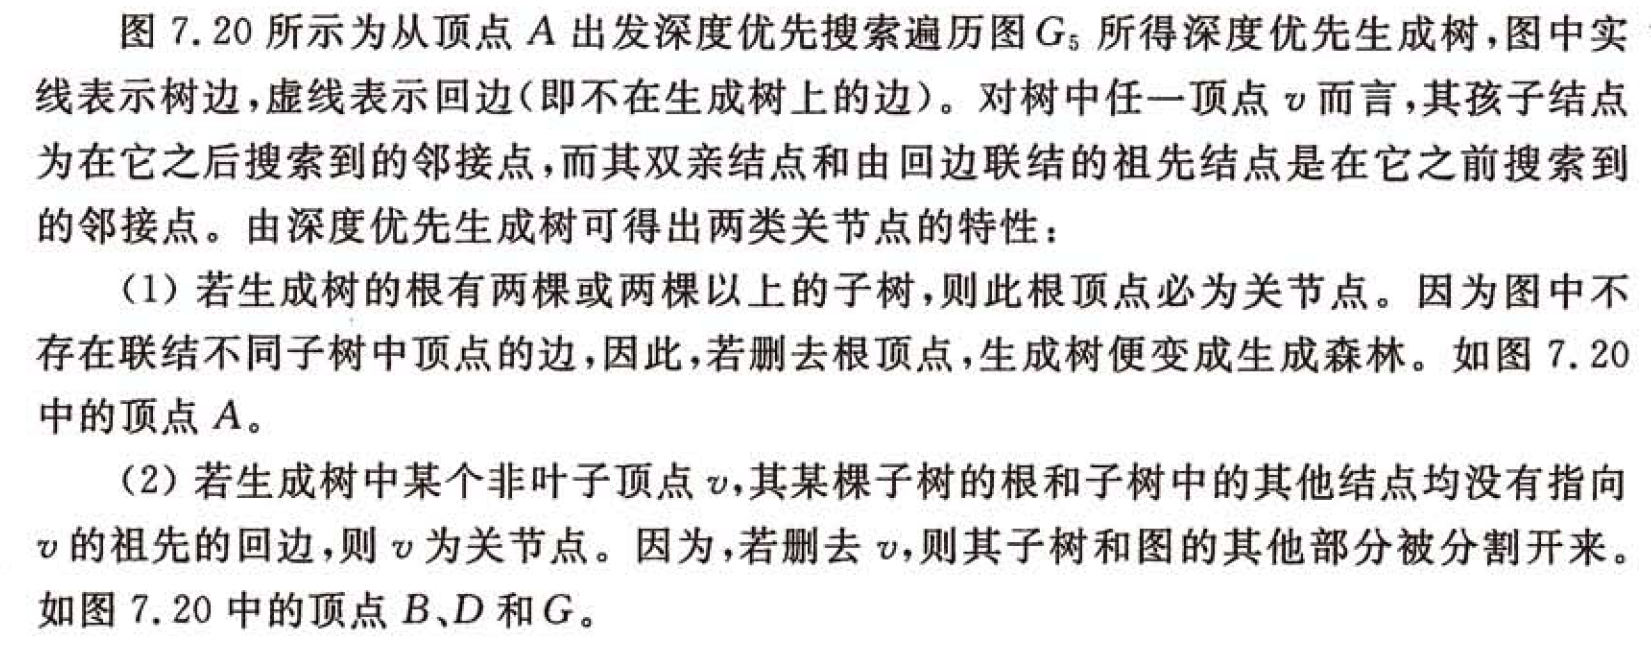 图 7.20 所示为从顶点 A 出发深度优先搜索遍历图 G₅ 所得深度优先生成树,图中实
线表示树边,虚线表示回边(即不在生成树上的边)。对树中任一顶点 v 而言,其孩子结点
为在它之后搜索到的邻接点,而其双亲结点和由回边联结的祖先结点是在它之前搜索到
的邻接点。由深度优先生成树可得出两类关节点的特性:
(1) 若生成树的根有两棵或两棵以上的子树,则此根顶点必为关节点。因为图中不
存在联结不同子树中顶点的边,因此,若删去根顶点,生成树便变成生成森林。如图 7.20
中的顶点 A。
(2) 若生成树中某个非叶子顶点 v,其某棵子树的根和子树中的其他结点均没有指向
v 的祖先的回边,则 v 为关节点。因为,若删去 v,则其子树和图的其他部分被分割开来。
如图 7.20 中的顶点 B、D 和 G。